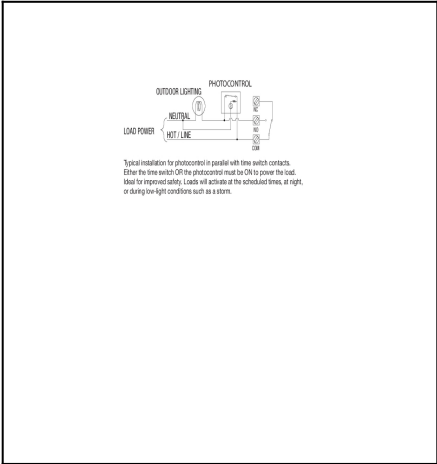 PHOTOCONTROL
OUTDOOR LIGHTING
NC
NEUTRAL
NO
LOAD POWER
HOT / LINE
COM
Typical installation for photocontrol in parallel with time switch contacts.
Either the time switch OR the photocontrol must be ON to power the load.
Ideal for improved safety. Loads will activate at the scheduled times, at night,
or during low-light conditions such as a storm.